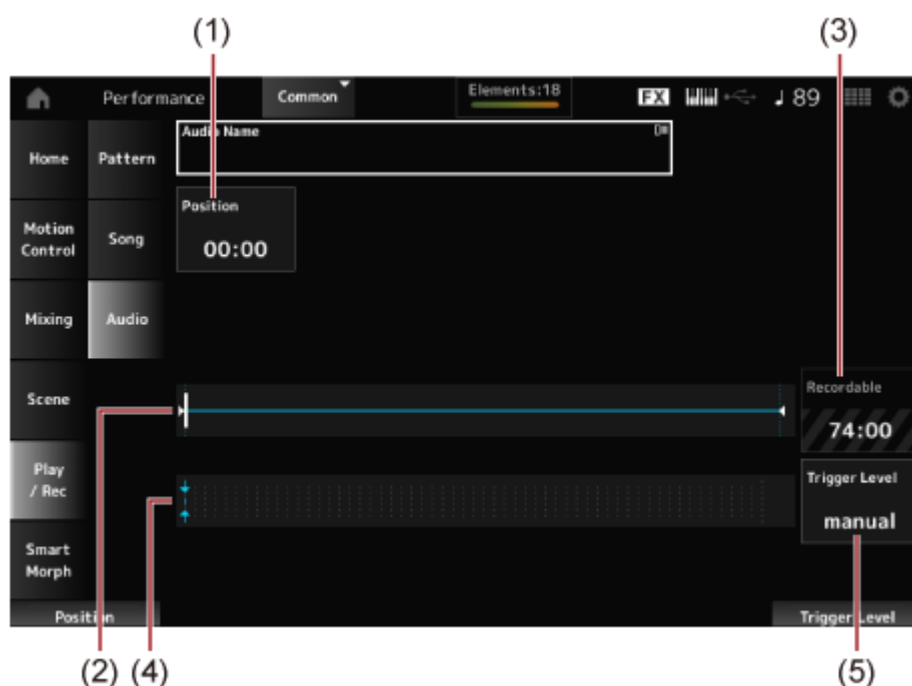 (1) (3)
Performance Common Elements:18 FX 89
Home Pattern Audio Name
Position
00:00
Motion
Control
Song
Mixing Audio
Scene Recordable
74:00
Play
/ Rec
Trigger Level
manual
Smart
Morph
Position Trigger Level
(2) (4) (5)